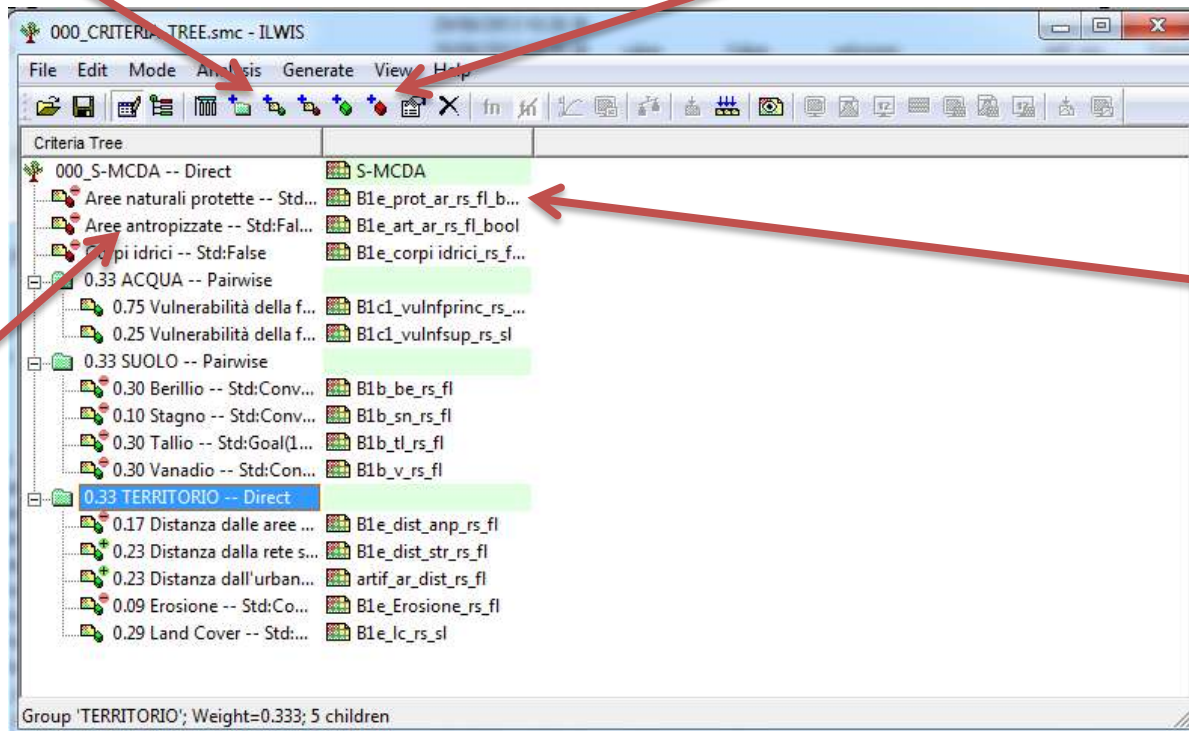 000_CRITERIA_TREE.smc - ILWIS
File Edit Mode Analysis Generate View Help
Criteria Tree
000_S-MCDA -- Direct S-MCDA
Aree naturali protette -- Std... B1e_prot_ar_rs_fl_b...
Aree antropizzate -- Std:Fal... B1e_art_ar_rs_fl_bool
Corpi idrici -- Std:False B1e_corpi idrici_rs_f...
0.33 ACQUA -- Pairwise
0.75 Vulnerabilità della f... B1c1_vulnfprinc_rs_...
0.25 Vulnerabilità della f... B1c1_vulnfsup_rs_sl
0.33 SUOLO -- Pairwise
0.30 Berillio -- Std:Conv... B1b_be_rs_fl
0.10 Stagno -- Std:Conv... B1b_sn_rs_fl
0.30 Tallio -- Std:Goal(1... B1b_tl_rs_fl
0.30 Vanadio -- Std:Con... B1b_v_rs_fl
0.33 TERRITORIO -- Direct
0.17 Distanza dalle aree ... B1e_dist_anp_rs_fl
0.23 Distanza dalla rete s... B1e_dist_str_rs_fl
0.23 Distanza dall'urban... artif_ar_dist_rs_fl
0.09 Erosione -- Std:Co... B1e_Erosione_rs_fl
0.29 Land Cover -- Std:... B1e_lc_rs_sl
Group 'TERRITORIO'; Weight=0.333; 5 children